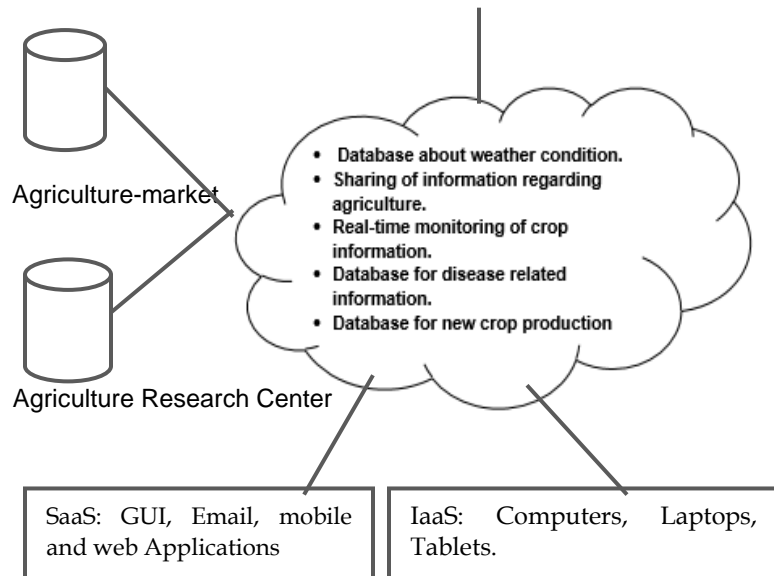 • Database about weather condition.
• Sharing of information regarding
agriculture.
• Real-time monitoring of crop
information.
• Database for disease related
information.
• Database for new crop production
Agriculture-market
Agriculture Research Center
SaaS: GUI, Email, mobile
and web Applications
IaaS: Computers, Laptops,
Tablets.